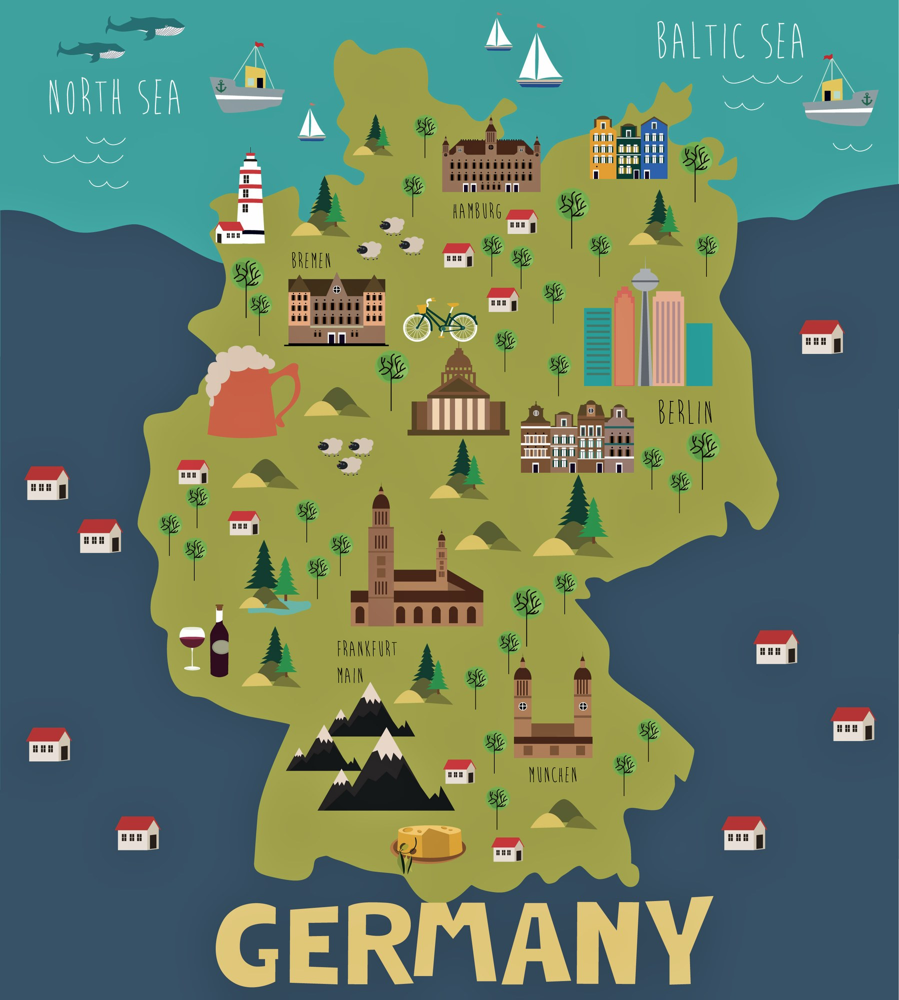 BALTIC SEA
NORTH SEA
HAMBURG
BREMEN
BERLIN
FRANKFURT
MAIN
MUNCHEN
GERMANY